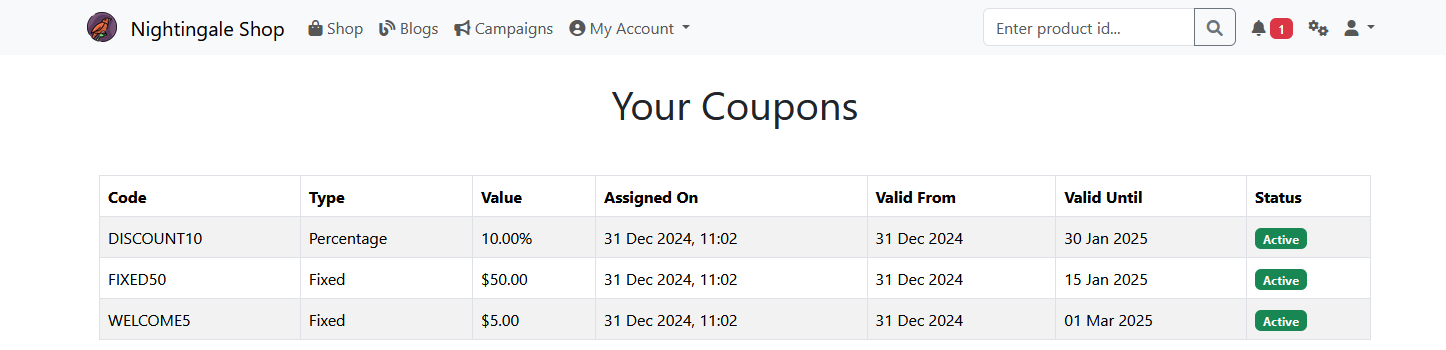 Nightingale Shop Shop Blogs Campaigns My Account Enter product id... 1
Your Coupons
Code Type Value Assigned On Valid From Valid Until Status
DISCOUNT10 Percentage 10.00% 31 Dec 2024, 11:02 31 Dec 2024 30 Jan 2025 Active
FIXED50 Fixed $50.00 31 Dec 2024, 11:02 31 Dec 2024 15 Jan 2025 Active
WELCOME5 Fixed $5.00 31 Dec 2024, 11:02 31 Dec 2024 01 Mar 2025 Active